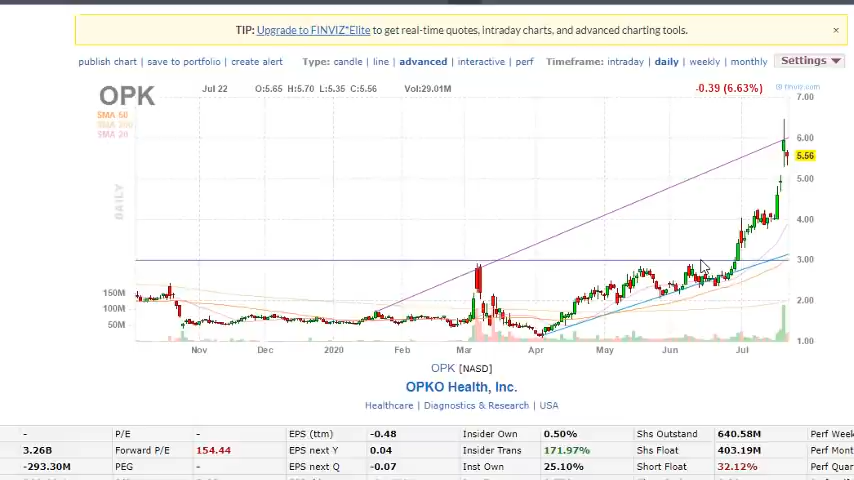 TIP: Upgrade to FINVIZ*Elite to get real-time quotes, intraday charts, and advanced charting tools. ×
publish chart | save to portfolio | create alert Type: candle | line | advanced | interactive | perf Timeframe: intraday | daily | weekly | monthly Settings
OPK Jul 22 O:5.65 H:5.70 L:5.35 C:5.56 Vol:29.01M -0.39 (6.63%) © finviz.com
7.00
SMA 50
SMA 200
SMA 20
6.00
5.56
5.00
DAILY
4.00
3.00
150M
2.00
100M
50M
1.00
Nov Dec 2020 Feb Mar Apr May Jun Jul
OPK [NASD]
OPKO Health, Inc.
Healthcare | Diagnostics & Research | USA
- P/E - EPS (ttm) -0.48 Insider Own 0.50% Shs Outstand 640.58M Perf Week
3.26B Forward P/E 154.44 EPS next Y 0.04 Insider Trans 171.97% Shs Float 403.19M Perf Mont
-293.30M PEG - EPS next Q -0.07 Inst Own 25.10% Short Float 32.12% Perf Quar